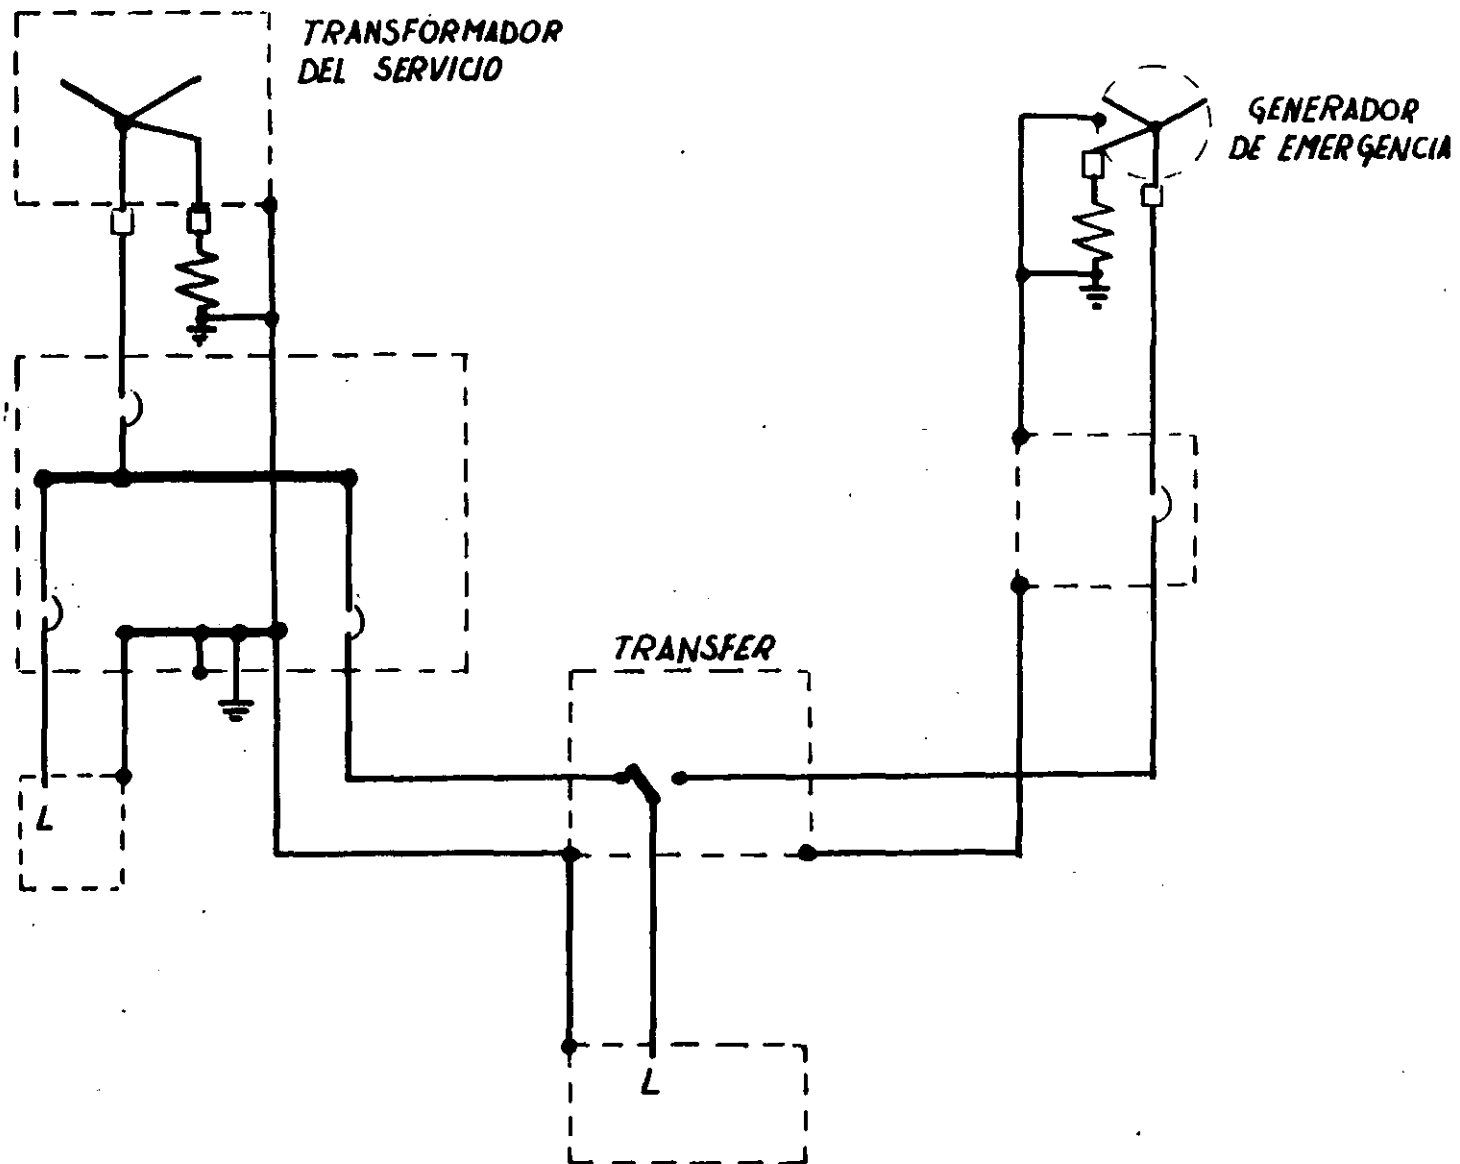 TRANSFORMADOR
DEL SERVICIO
GENERADOR
DE EMERGENCIA
TRANSFER
L
L